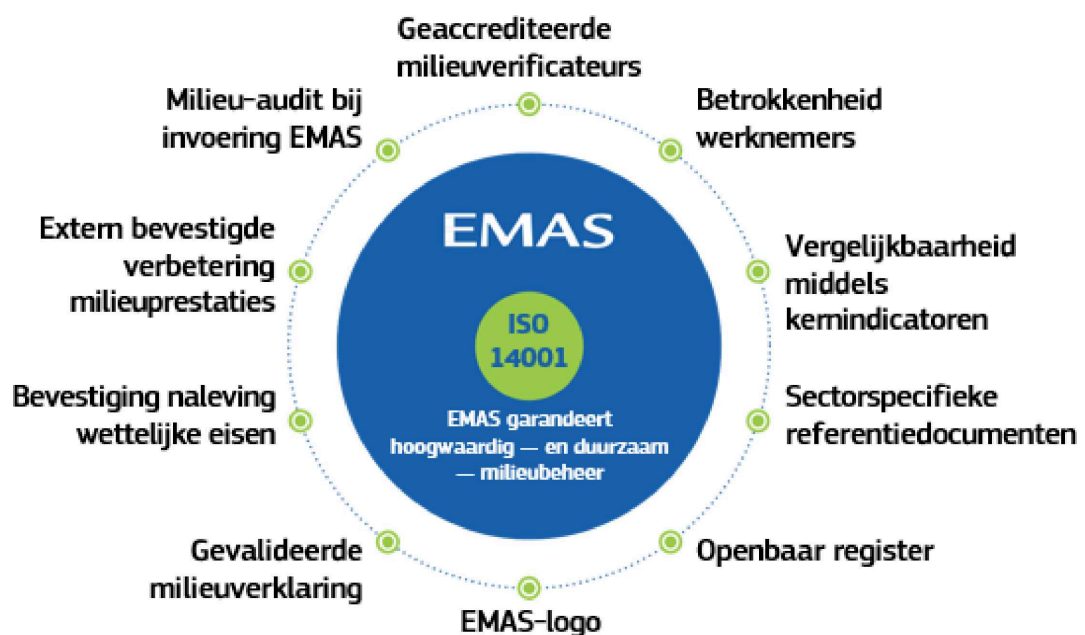 Geaccrediteerde
milieuverificateurs
Milieu-audit bij
invoering EMAS
Betrokkenheid
werknemers
EMAS
Extern bevestigde
verbetering
milieuprestaties
Vergelijkbaarheid
middels
kernindicatoren
ISO
14001
Bevestiging naleving
wettelijke eisen
EMAS garandeert
hoogwaardig — en duurzaam
— milieubeheer
Sectorspecifieke
referentiedocumenten
Gevalideerde
milieuverklaring
Openbaar register
EMAS-logo